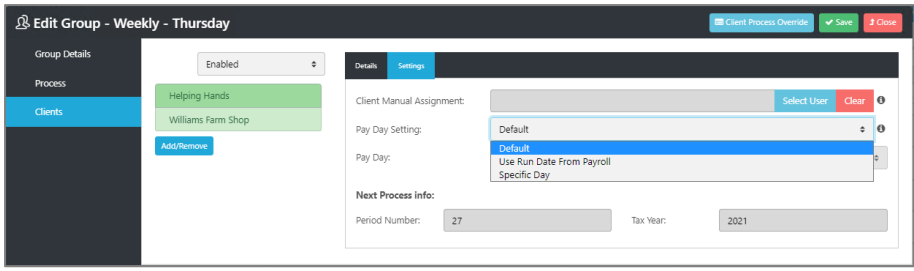 Edit Group - Weekly - Thursday
Client Process Override
Save
Close
Group Details
Process
Clients
Enabled
Helping Hands
Williams Farm Shop
Add/Remove
Details
Settings
Client Manual Assignment:
Select User
Clear
Pay Day Setting:
Default
Default
Use Run Date From Payroll
Specific Day
Pay Day:
Next Process info:
Period Number:
27
Tax Year:
2021